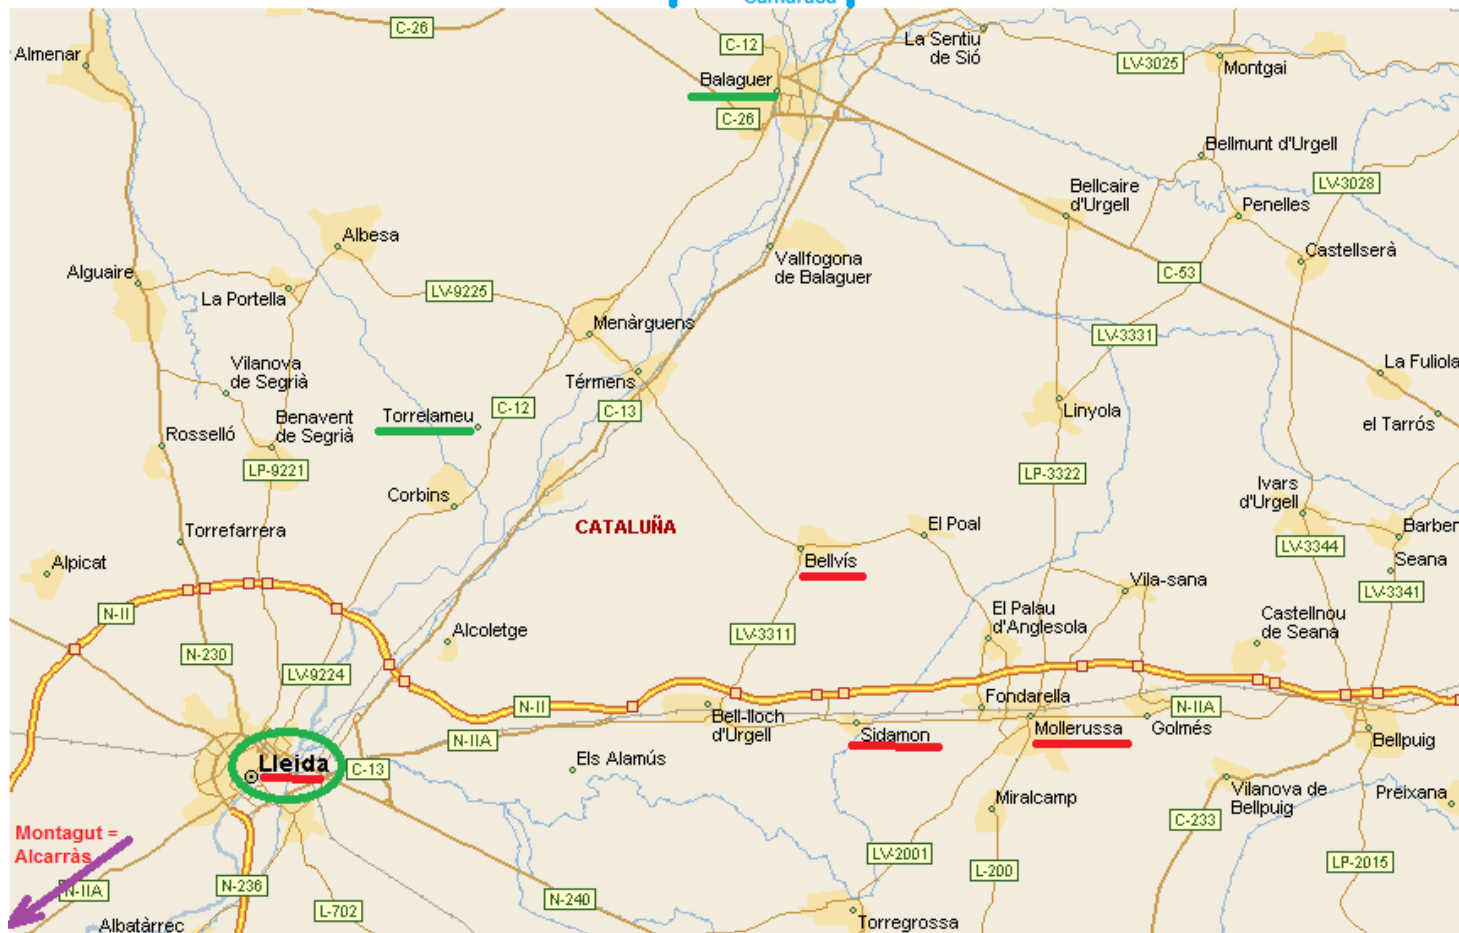 Camarasa
C-26
C-12
La Sentiu
de Sió
Almenar
LV-3025
Montgai
Balaguer
C-26
Bellmunt d'Urgell
LV-3028
Bellcaire
d'Urgell
Penelles
Albesa
Castellserà
Vallfogona
de Balaguer
Alguaire
C-53
La Portella
LV-9225
Menàrguens
LV-3331
Vilanova
de Segrià
La Fuliola
Térmens
C-12
C-13
Linyola
Torrelameu
Benavent
de Segrià
el Tarrós
Rosselló
LP-9221
LP-3322
Corbins
Ivars
d'Urgell
CATALUÑA
El Poal
Barben
Torrefarrera
LV-3344
Alpicat
Bellvís
Seana
Vila-sana
LV-3341
N-II
El Palau
d'Anglesola
Castellnou
de Seana
Alcoletge
LV-3311
N-230
LV-9224
Fondarella
N-II
N-IIA
Bell-lloch
d'Urgell
Sidamon
Mollerussa
Golmés
Bellpuig
N-IIA
Lleida
C-13
Els Alamús
Vilanova de
Bellpuig
Preixana
Miralcamp
C-233
Montagut =
Alcarràs
LV-2001
LP-2015
L-200
N-IIA
N-236
N-240
L-702
Albatàrrec
Torregrossa